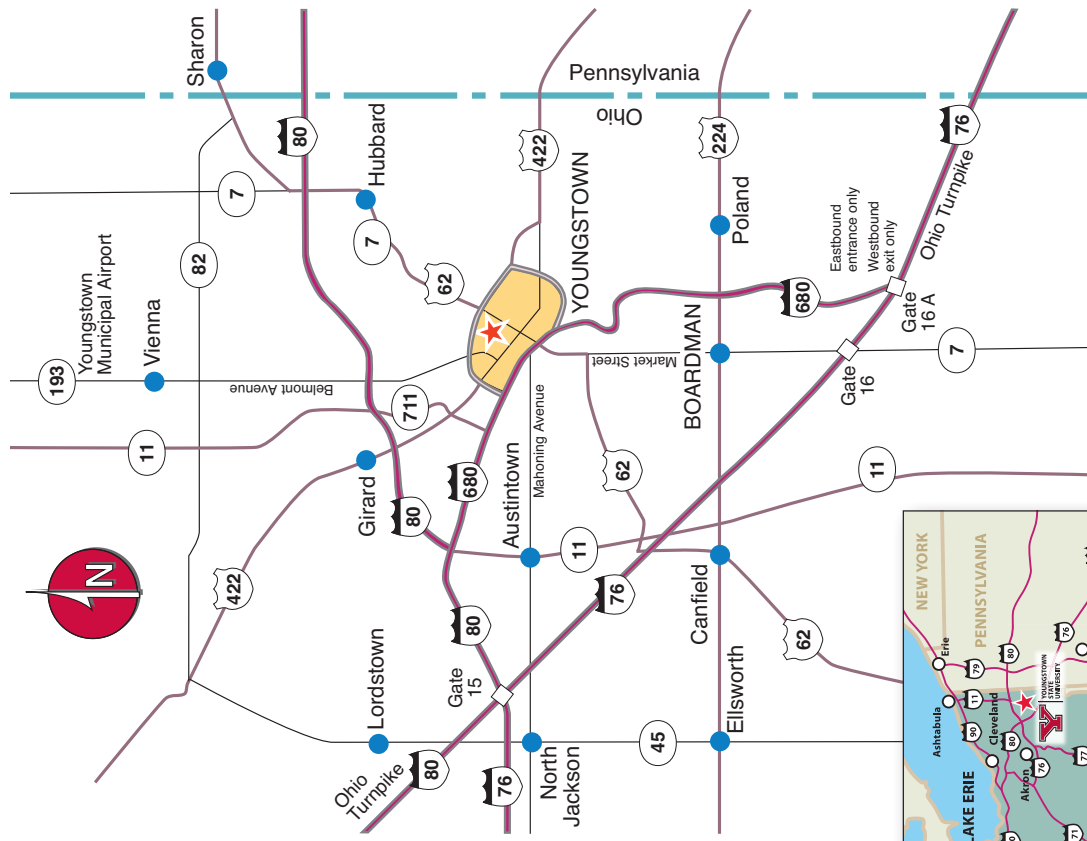 Sharon
80
Pennsylvania
Ohio
7
Hubbard
7
82
62
422
YOUNGSTOWN
224
Poland
76
Ohio Turnpike
Eastbound
entrance only
Westbound
exit only
680
Gate
16 A
193
Youngstown
Municipal Airport
Vienna
Belmont Avenue
711
11
Girard
680
80
Austintown
Mahoning Avenue
Market Street
BOARDMAN
Gate
16
7
62
11
11
N
422
80
Gate
15
76
Canfield
62
Lordstown
Ohio
Turnpike
80
76
North
Jackson
45
Ellsworth
NEW YORK
PENNSYLVANIA
Erie
79
80
76
Ashtabula
11
90
Cleveland
80
Y
YOUNGSTOWN
STATE
UNIVERSITY
Akron
76
77
LAKE ERIE
71